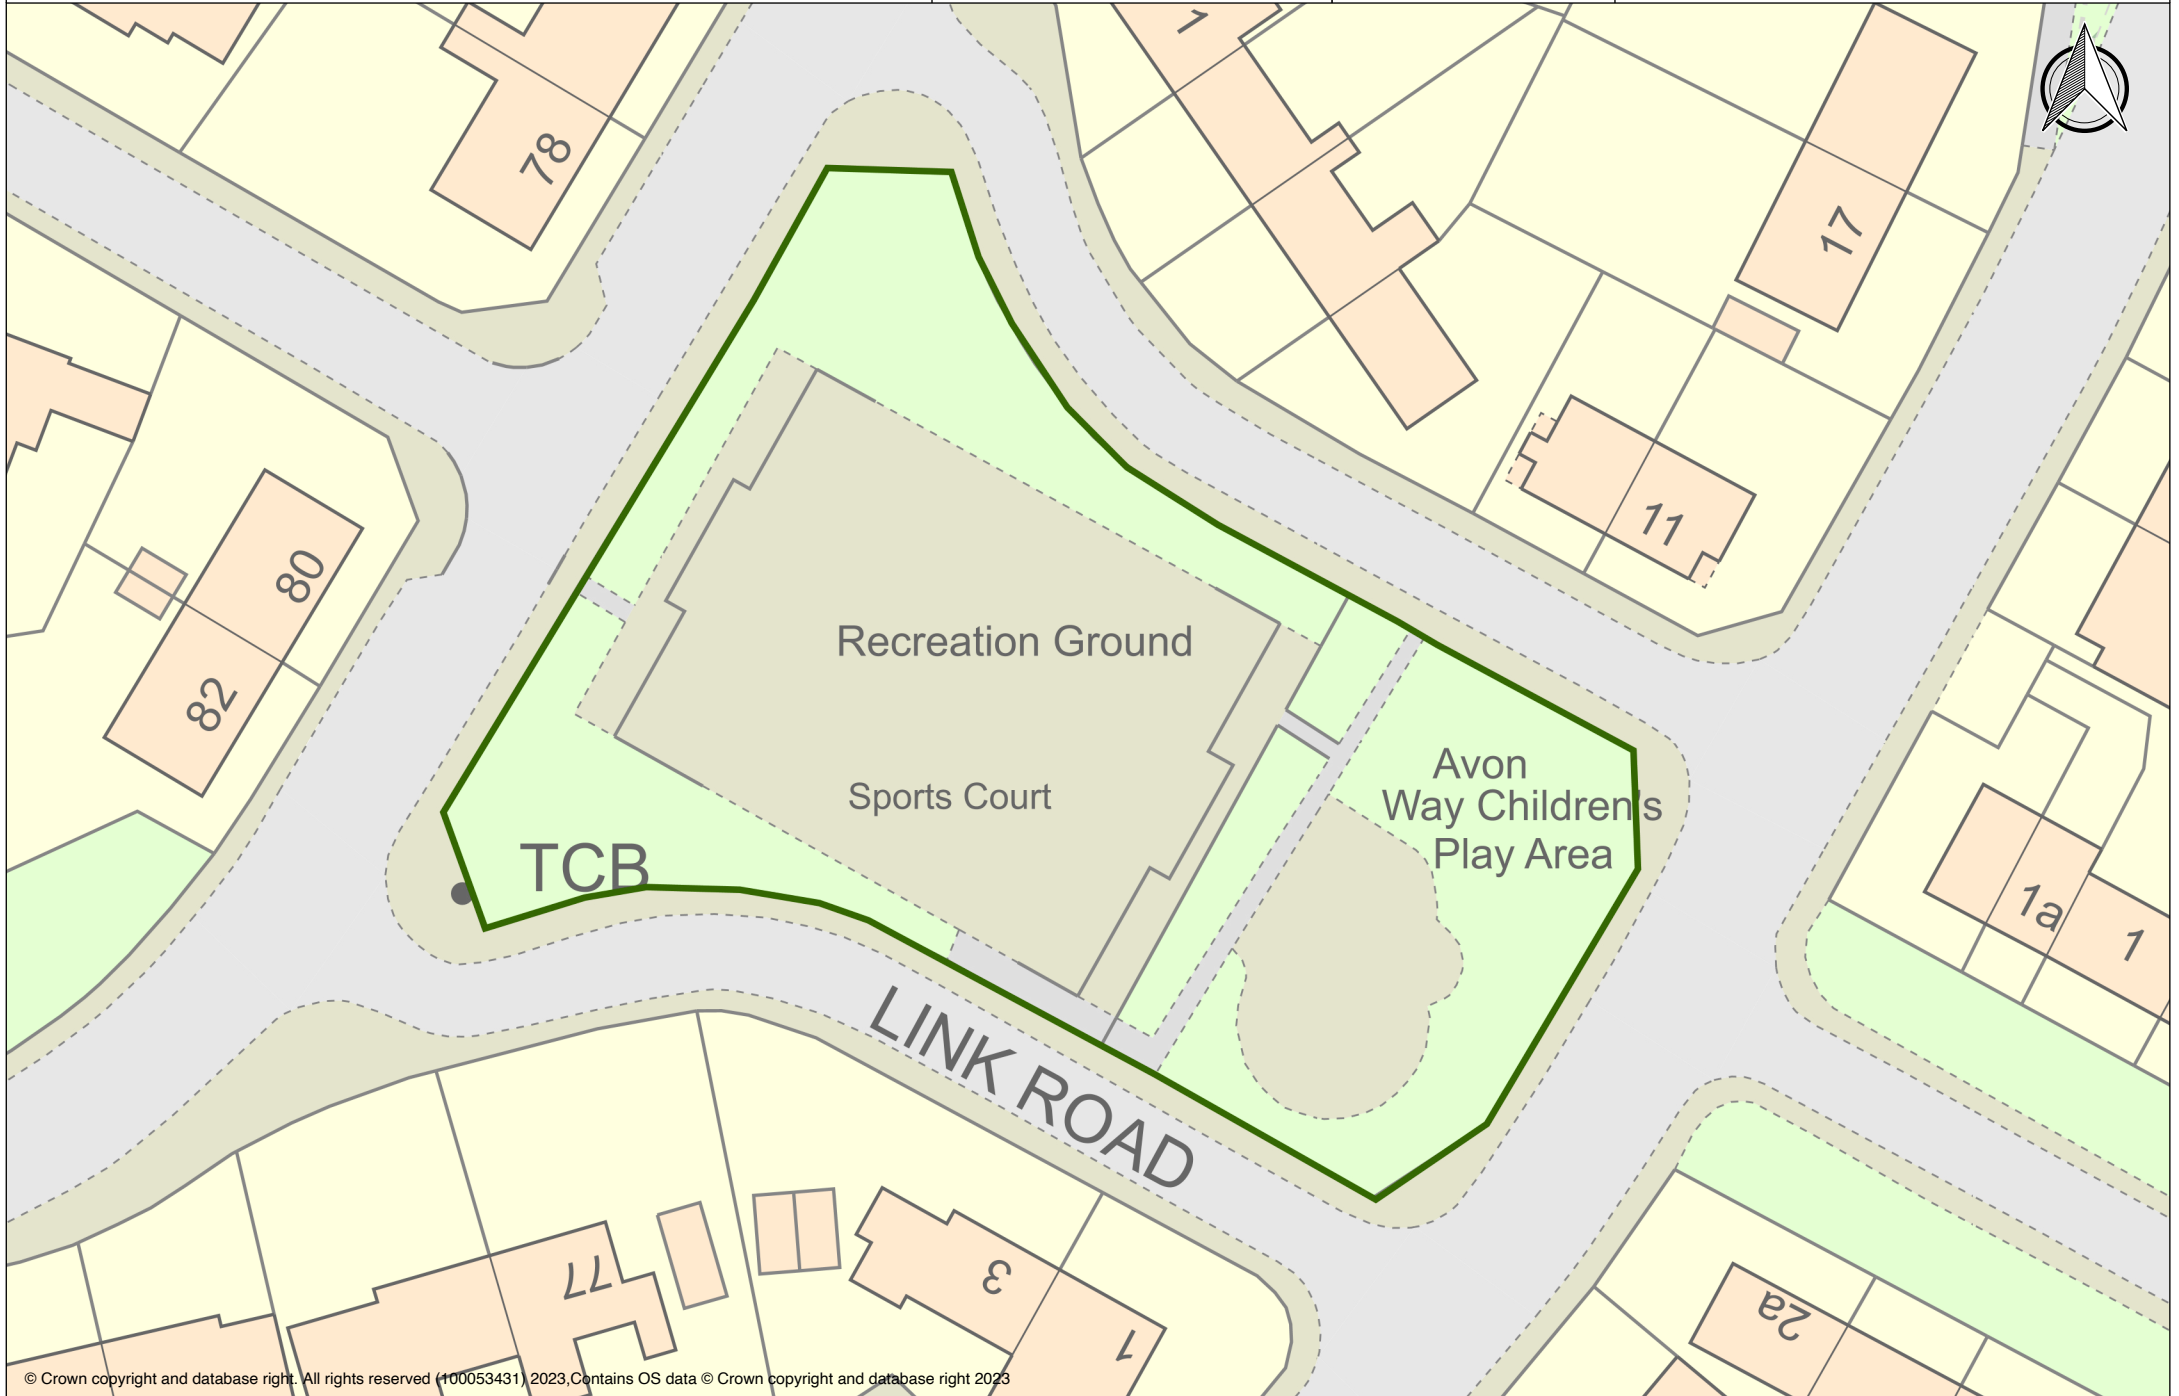 1
78
17
11
80
82
Recreation Ground
Sports Court
Avon
Way Children's
Play Area
TCB
LINK ROAD
1a
1
77
3
1
2a
© Crown copyright and database right. All rights reserved (100053431) 2023,Contains OS data © Crown copyright and database right 2023